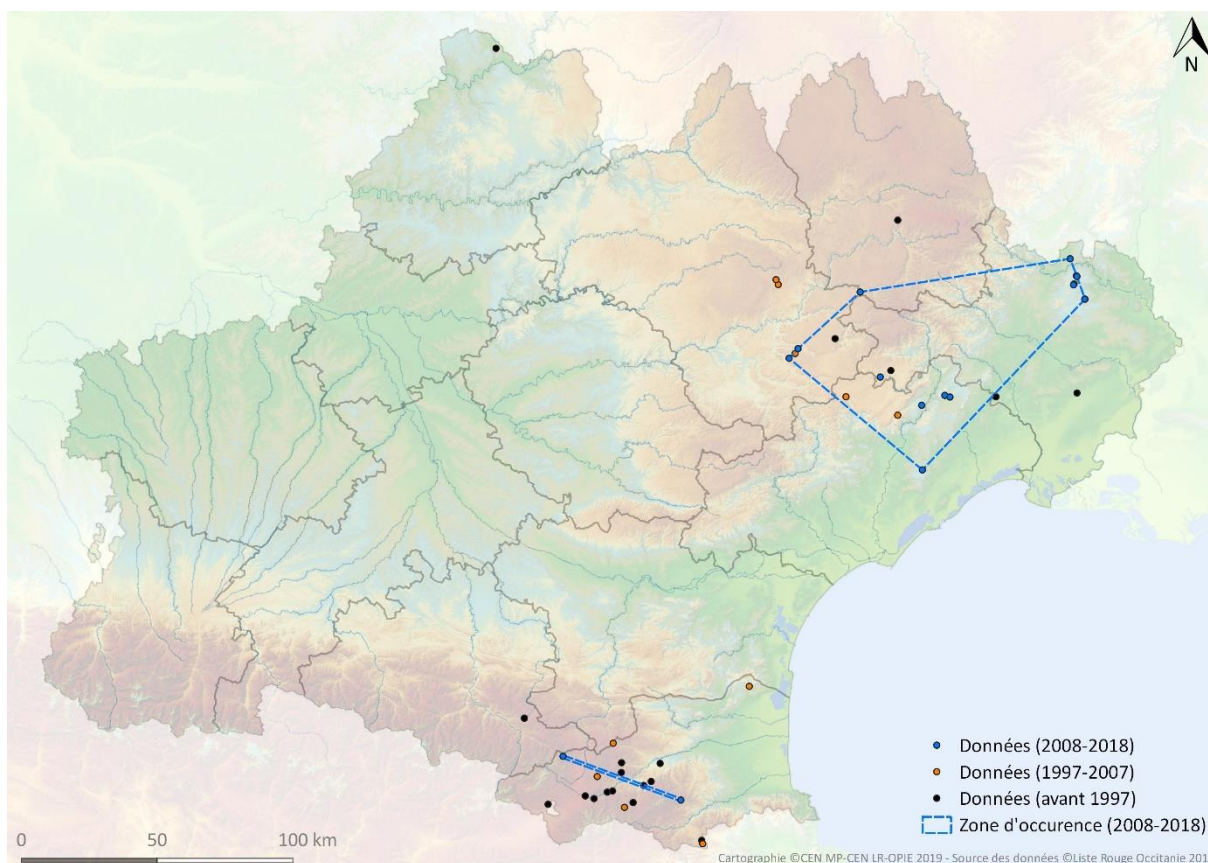 N
Données (2008-2018)
Données (1997-2007)
Données (avant 1997)
Zone d'occurence (2008-2018)
0 50 100 km
Cartographie ©CEN MP-CEN LR-OPIE 2019 - Source des données ©Liste Rouge Occitanie 201